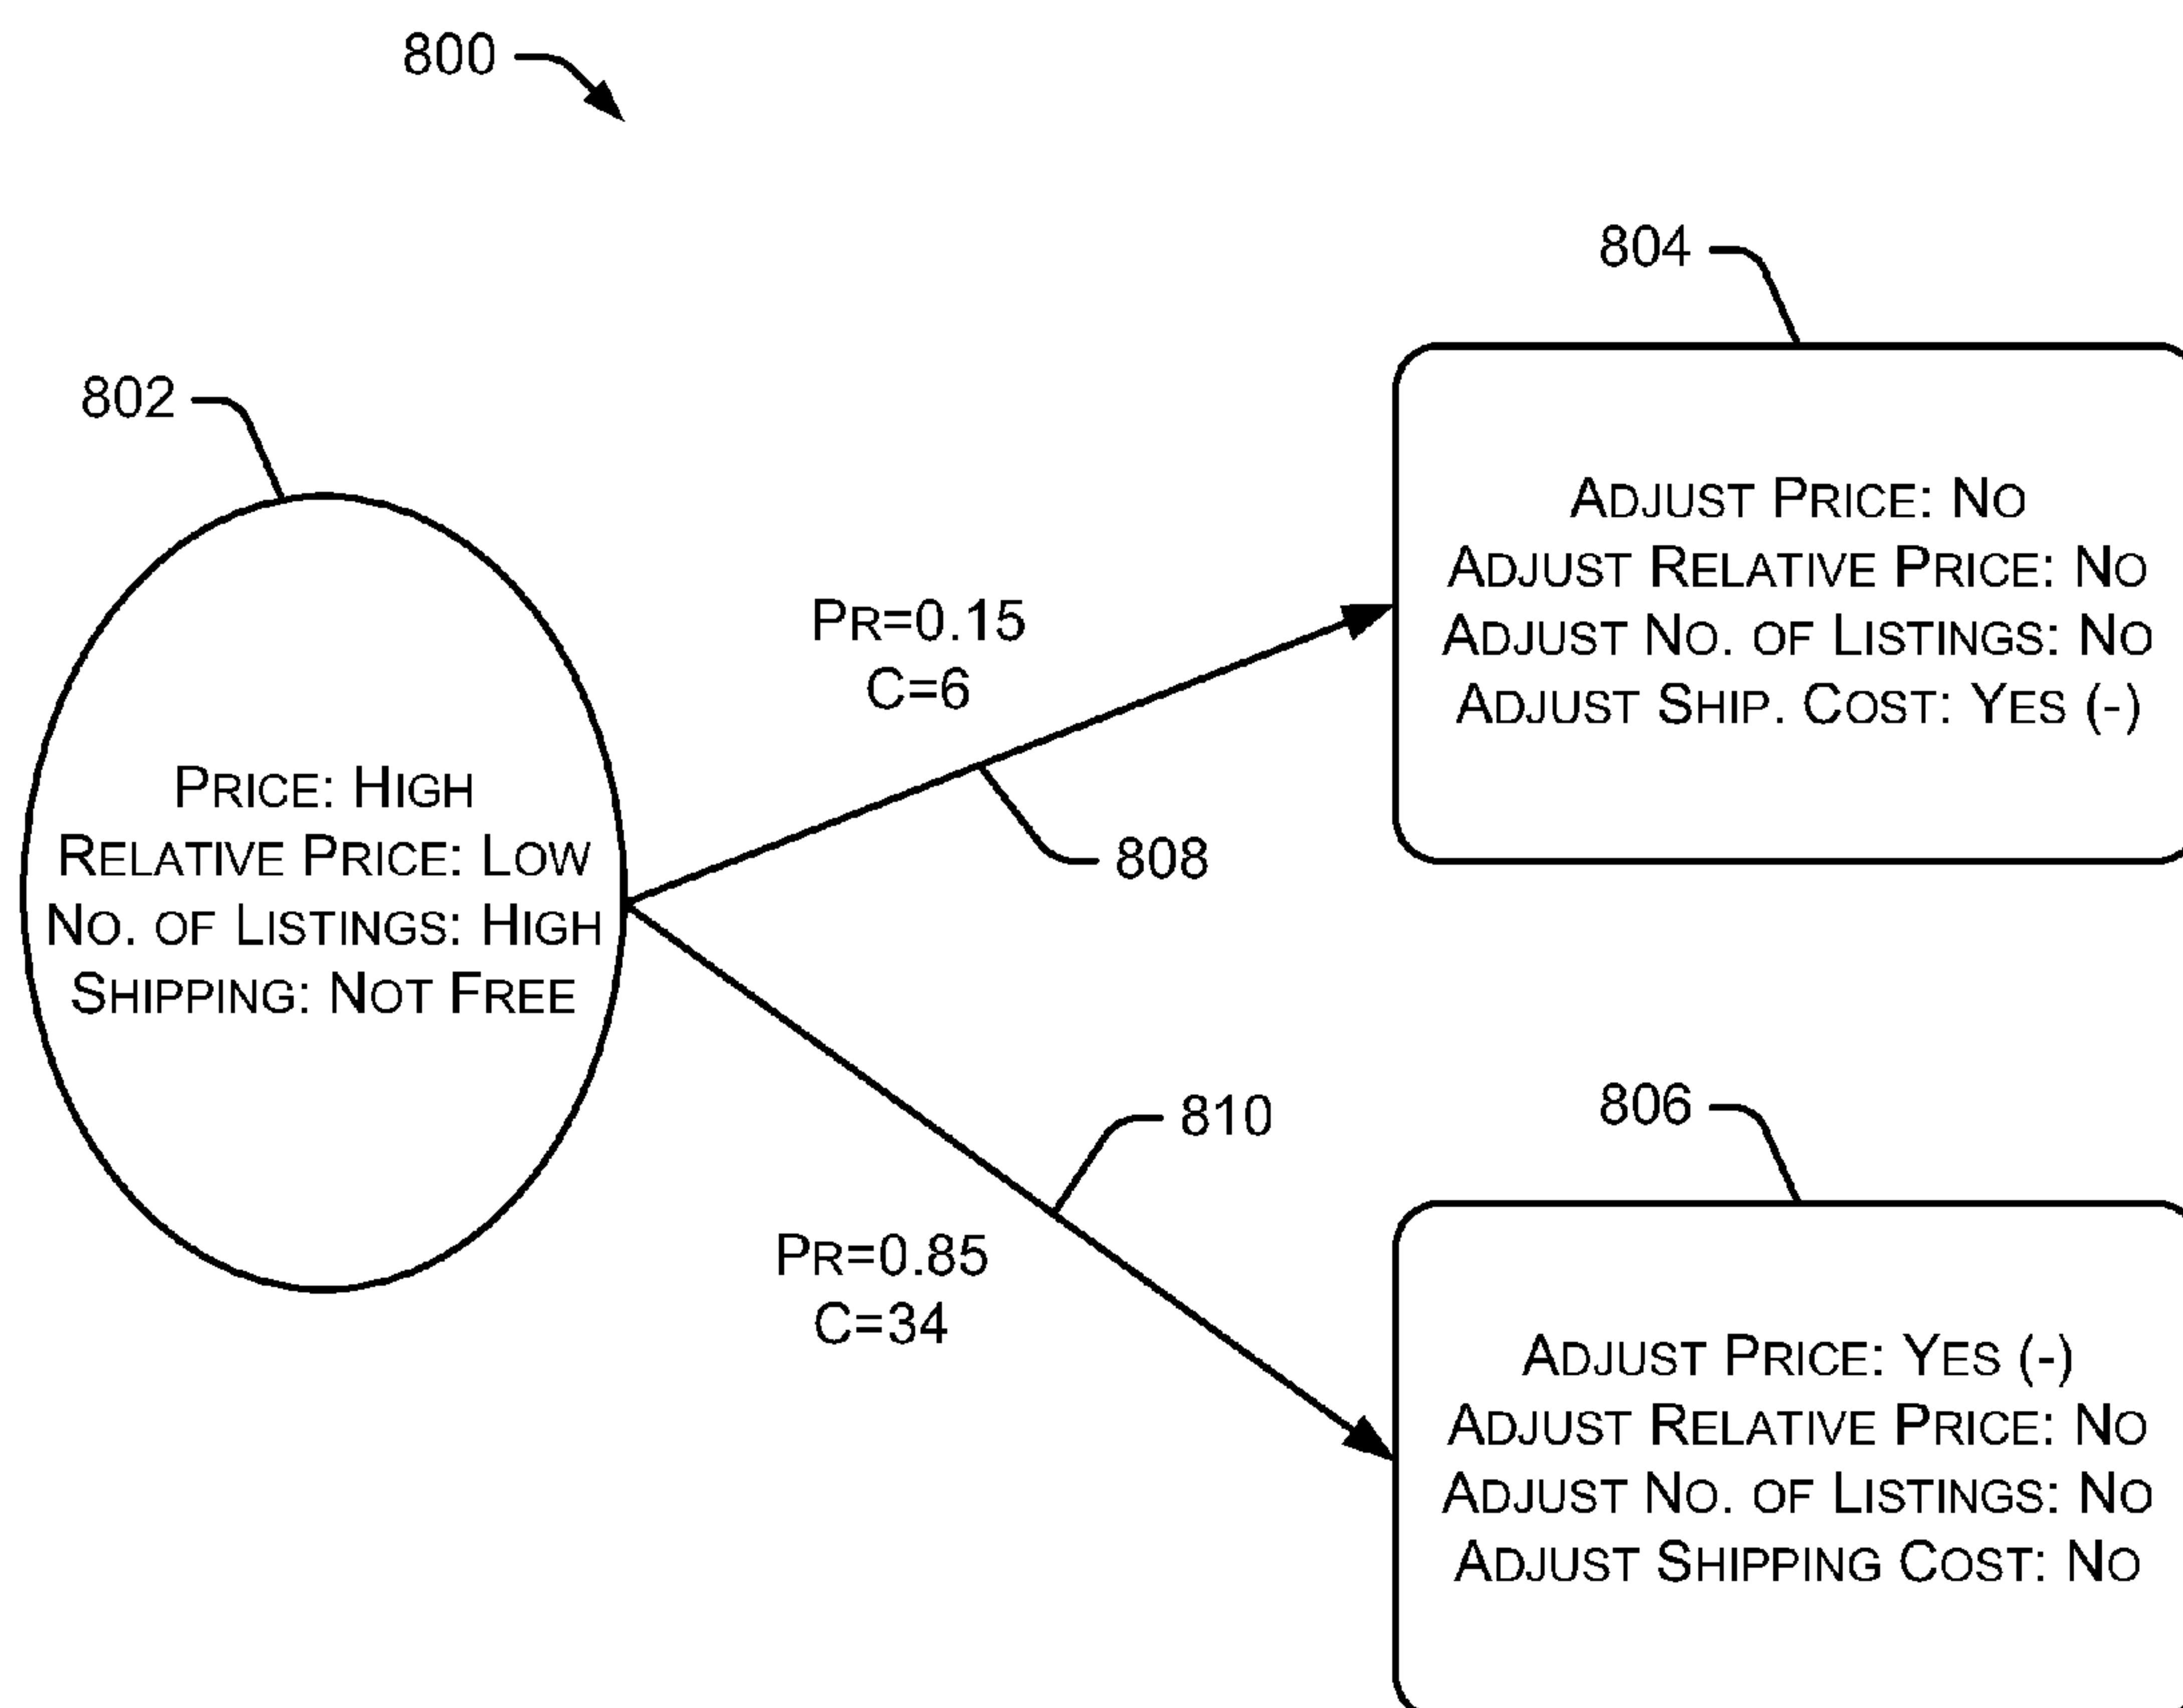 800
804
802
ADJUST PRICE: NO
ADJUST RELATIVE PRICE: NO
ADJUST NO. OF LISTINGS: NO
ADJUST SHIP. COST: YES (-)
PR=0.15
C=6
PRICE: HIGH
RELATIVE PRICE: LOW
NO. OF LISTINGS: HIGH
SHIPPING: NOT FREE
808
810
806
PR=0.85
C=34
ADJUST PRICE: YES (-)
ADJUST RELATIVE PRICE: NO
ADJUST NO. OF LISTINGS: NO
ADJUST SHIPPING COST: NO